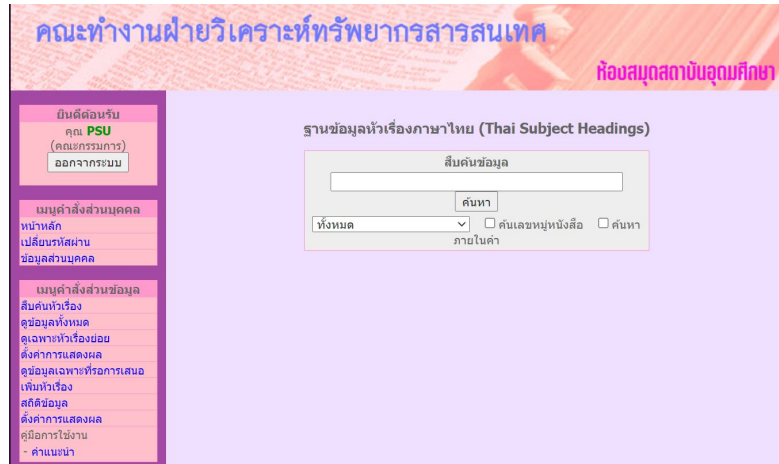 คณะทำงานฝ่ายวิเคราะห์ทรัพยากรสารสนเทศ
ห้องสมุดสถาบันอุดมศึกษา
ยินดีต้อนรับ
คุณ PSU
(คณะกรรมการ)
ออกจากระบบ
เมนูคำสั่งส่วนบุคคล
หน้าหลัก
เปลี่ยนรหัสผ่าน
ข้อมูลส่วนบุคคล
เมนูคำสั่งส่วนข้อมูล
สืบค้นหัวเรื่อง
ดูข้อมูลทั้งหมด
ดูเฉพาะหัวเรื่องย่อย
ตั้งค่าการแสดงผล
ดูข้อมูลเฉพาะที่รอการเสนอ
เพิ่มหัวเรื่อง
สถิติข้อมูล
ตั้งค่าการแสดงผล
คู่มือการใช้งาน
- คำแนะนำ
ฐานข้อมูลหัวเรื่องภาษาไทย (Thai Subject Headings)
สืบค้นข้อมูล
ค้นหา
ทั้งหมด ค้นเลขหมู่หนังสือ ค้นหา
ภายในคำ